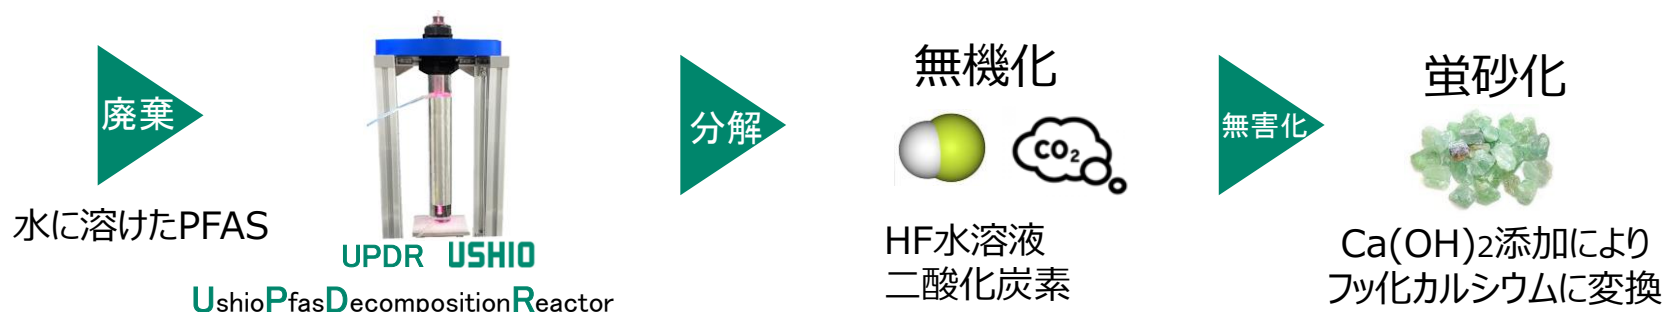 廃棄
水に溶けたPFAS
UPDR USHIO
UshioPfasDecompositionReactor
分解
無機化
CO2
HF水溶液
二酸化炭素
無害化
蛍砂化
Ca(OH)2添加により
フッ化カルシウムに変換